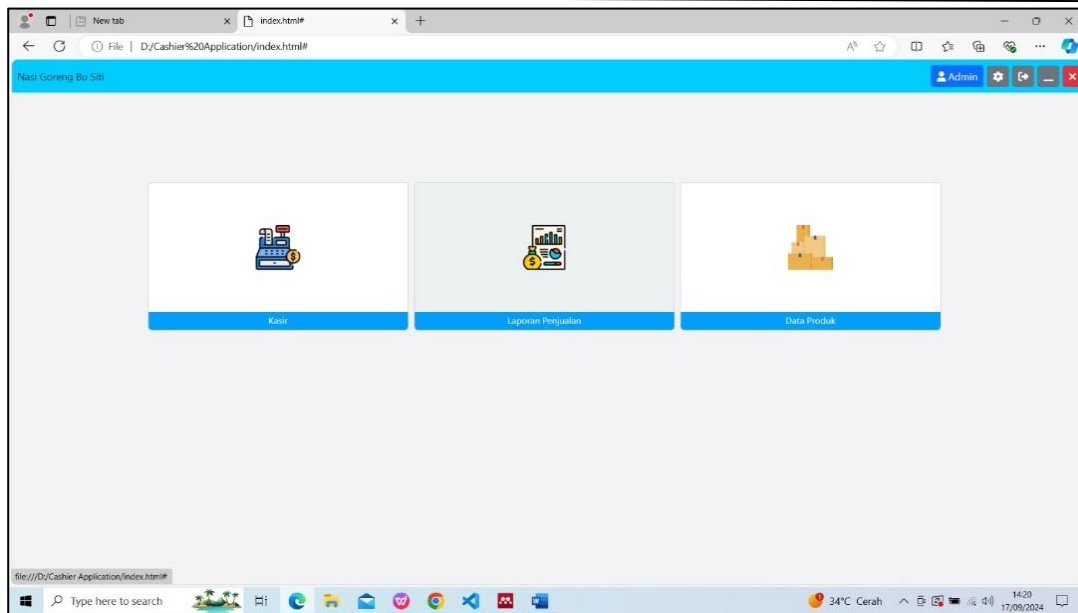 New tab
index.html#
File | D:/Cashier%20Application/index.html#
Nasi Goreng Bu Siti
Admin
Kasir
Laporan Penjualan
Data Produk
file:///D:/Cashier Application/index.html#
Type here to search
34°C Cerah
14:20
17/09/2024